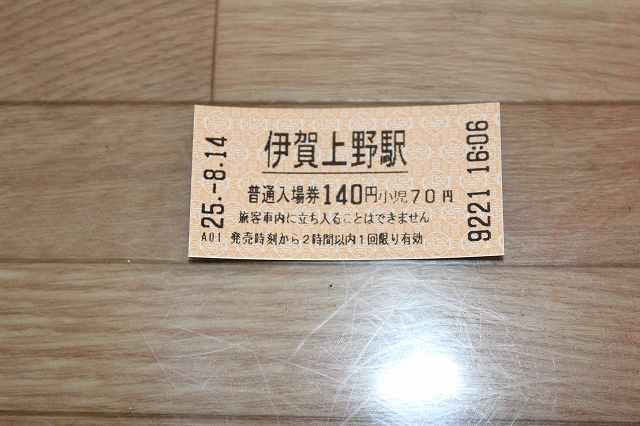 伊賀上野駅
普通入場券140円小児70円
旅客車内に立ち入ることはできません
発売時刻から2時間以内1回限り有効
25.-8.14
A01
9221 16:06